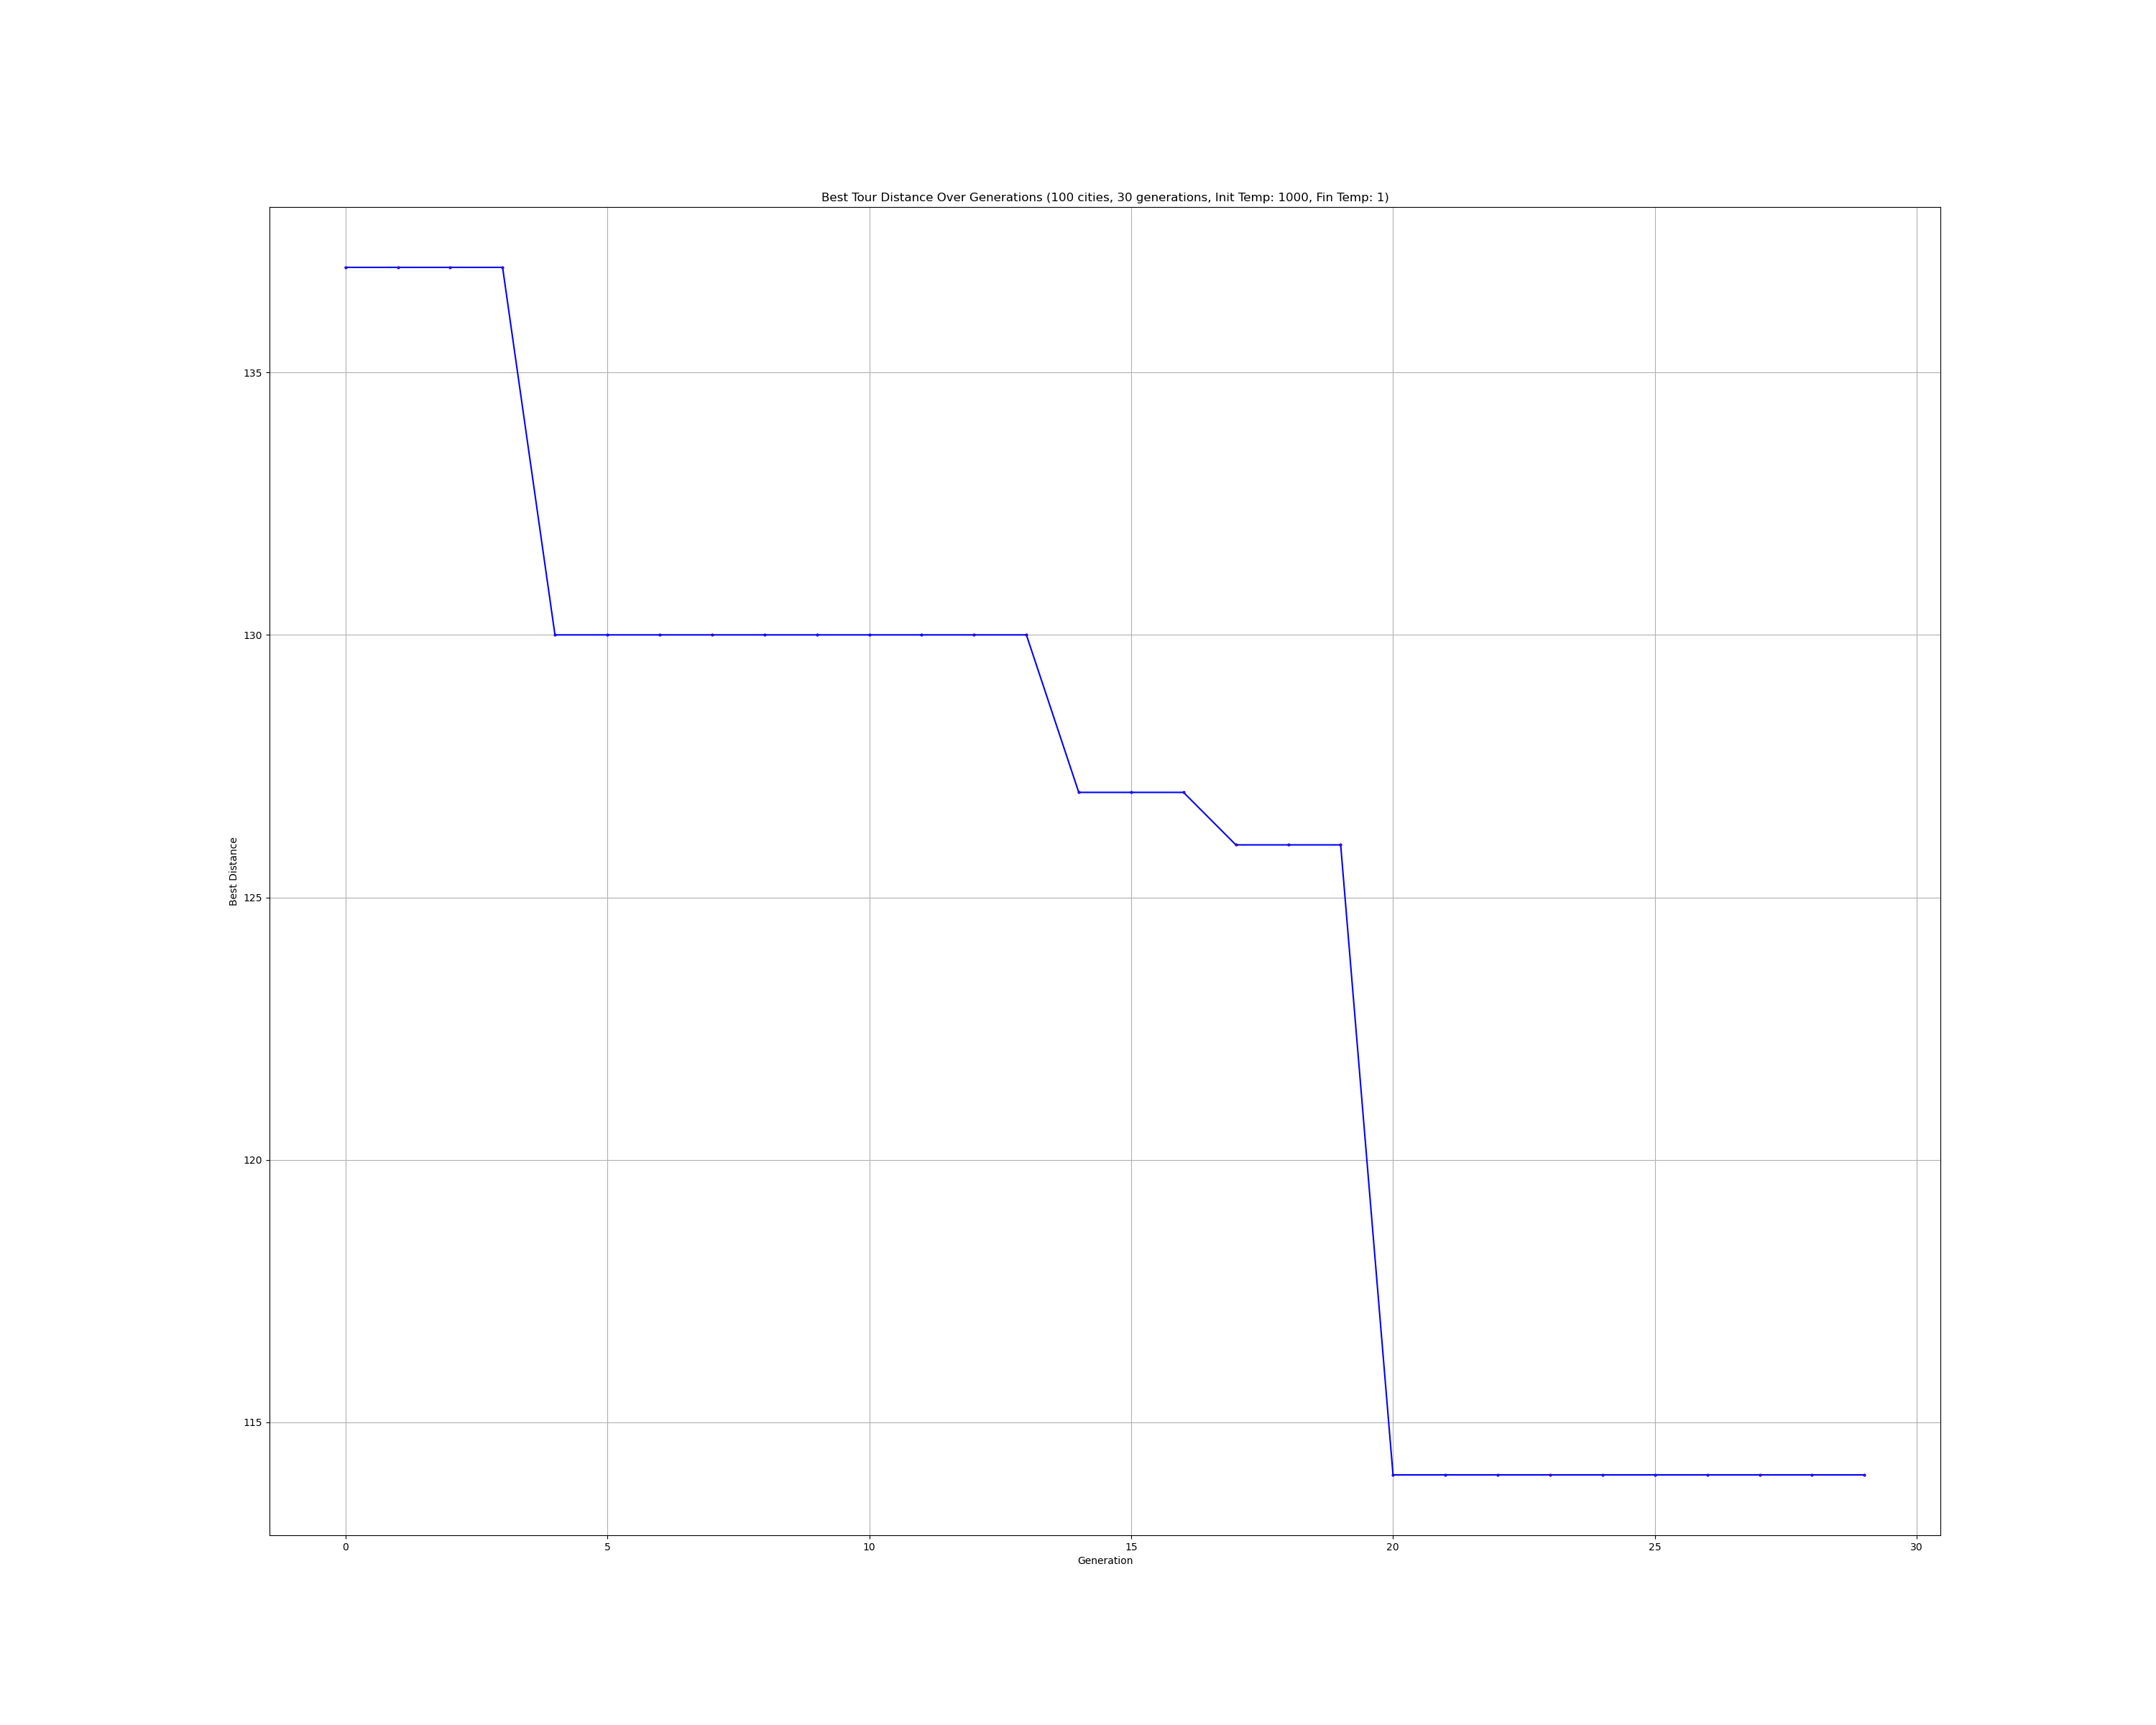 Best Tour Distance Over Generations (100 cities, 30 generations, Init Temp: 1000, Fin Temp: 1)
135
130
125
120
115
Best Distance
0 5 10 15 20 25 30
Generation